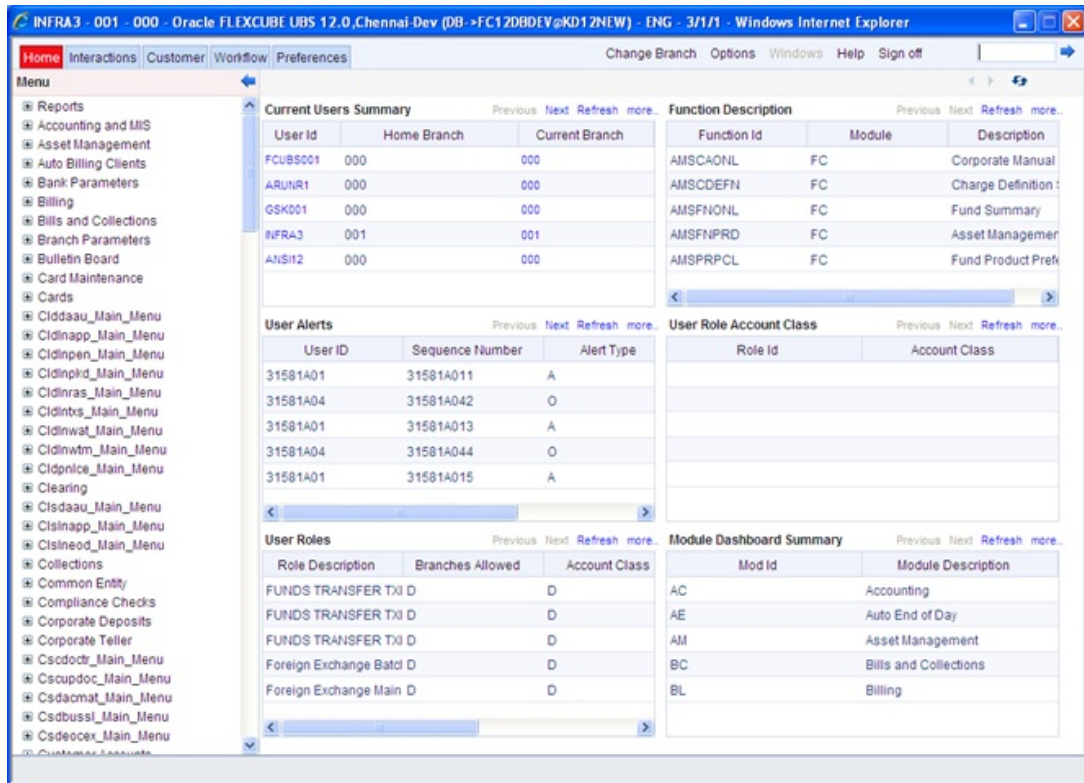 INFRA3 - 001 - 000 - Oracle FLEXCUBE UBS 12.0,Chennai-Dev (DB->FC12DBDEV@KD12NEW) - ENG - 3/1/1 - Windows Internet Explorer
Home Interactions Customer Workflow Preferences Change Branch Options Windows Help Sign off
Menu
Reports
Accounting and MIS
Asset Management
Auto Billing Clients
Bank Parameters
Billing
Bills and Collections
Branch Parameters
Bulletin Board
Card Maintenance
Cards
Clddaau_Main_Menu
Cldlnapp_Main_Menu
Cldlnpen_Main_Menu
Cldlnpkd_Main_Menu
Cldlnras_Main_Menu
Cldlntxs_Main_Menu
Cldlnwat_Main_Menu
Cldlnwtm_Main_Menu
Cldpnlce_Main_Menu
Clearing
Clsdaau_Main_Menu
Clslnapp_Main_Menu
Clslneod_Main_Menu
Collections
Common Entity
Compliance Checks
Corporate Deposits
Corporate Teller
Cscdoctr_Main_Menu
Cscupdoc_Main_Menu
Csdacmat_Main_Menu
Csdbussl_Main_Menu
Csdeocex_Main_Menu
Customer Accounts
Current Users Summary Previous Next Refresh more..
User Id Home Branch Current Branch
FCUBS001 000 000
ARUNR1 000 000
GSK001 000 000
INFRA3 001 001
ANSI12 000 000
Function Description Previous Next Refresh more..
Function Id Module Description
AMSCAONL FC Corporate Manual
AMSCDEFN FC Charge Definition
AMSFNONL FC Fund Summary
AMSFNPRD FC Asset Managemer
AMSPRPCL FC Fund Product Prefe
User Alerts Previous Next Refresh more..
User ID Sequence Number Alert Type
31581A01 31581A011 A
31581A04 31581A042 O
31581A01 31581A013 A
31581A04 31581A044 O
31581A01 31581A015 A
User Role Account Class Previous Next Refresh more..
Role Id Account Class
User Roles Previous Next Refresh more..
Role Description Branches Allowed Account Class
FUNDS TRANSFER TXI D D
FUNDS TRANSFER TXI D D
FUNDS TRANSFER TXI D D
Foreign Exchange Batcl D D
Foreign Exchange Main D D
Module Dashboard Summary Previous Next Refresh more..
Mod Id Module Description
AC Accounting
AE Auto End of Day
AM Asset Management
BC Bills and Collections
BL Billing